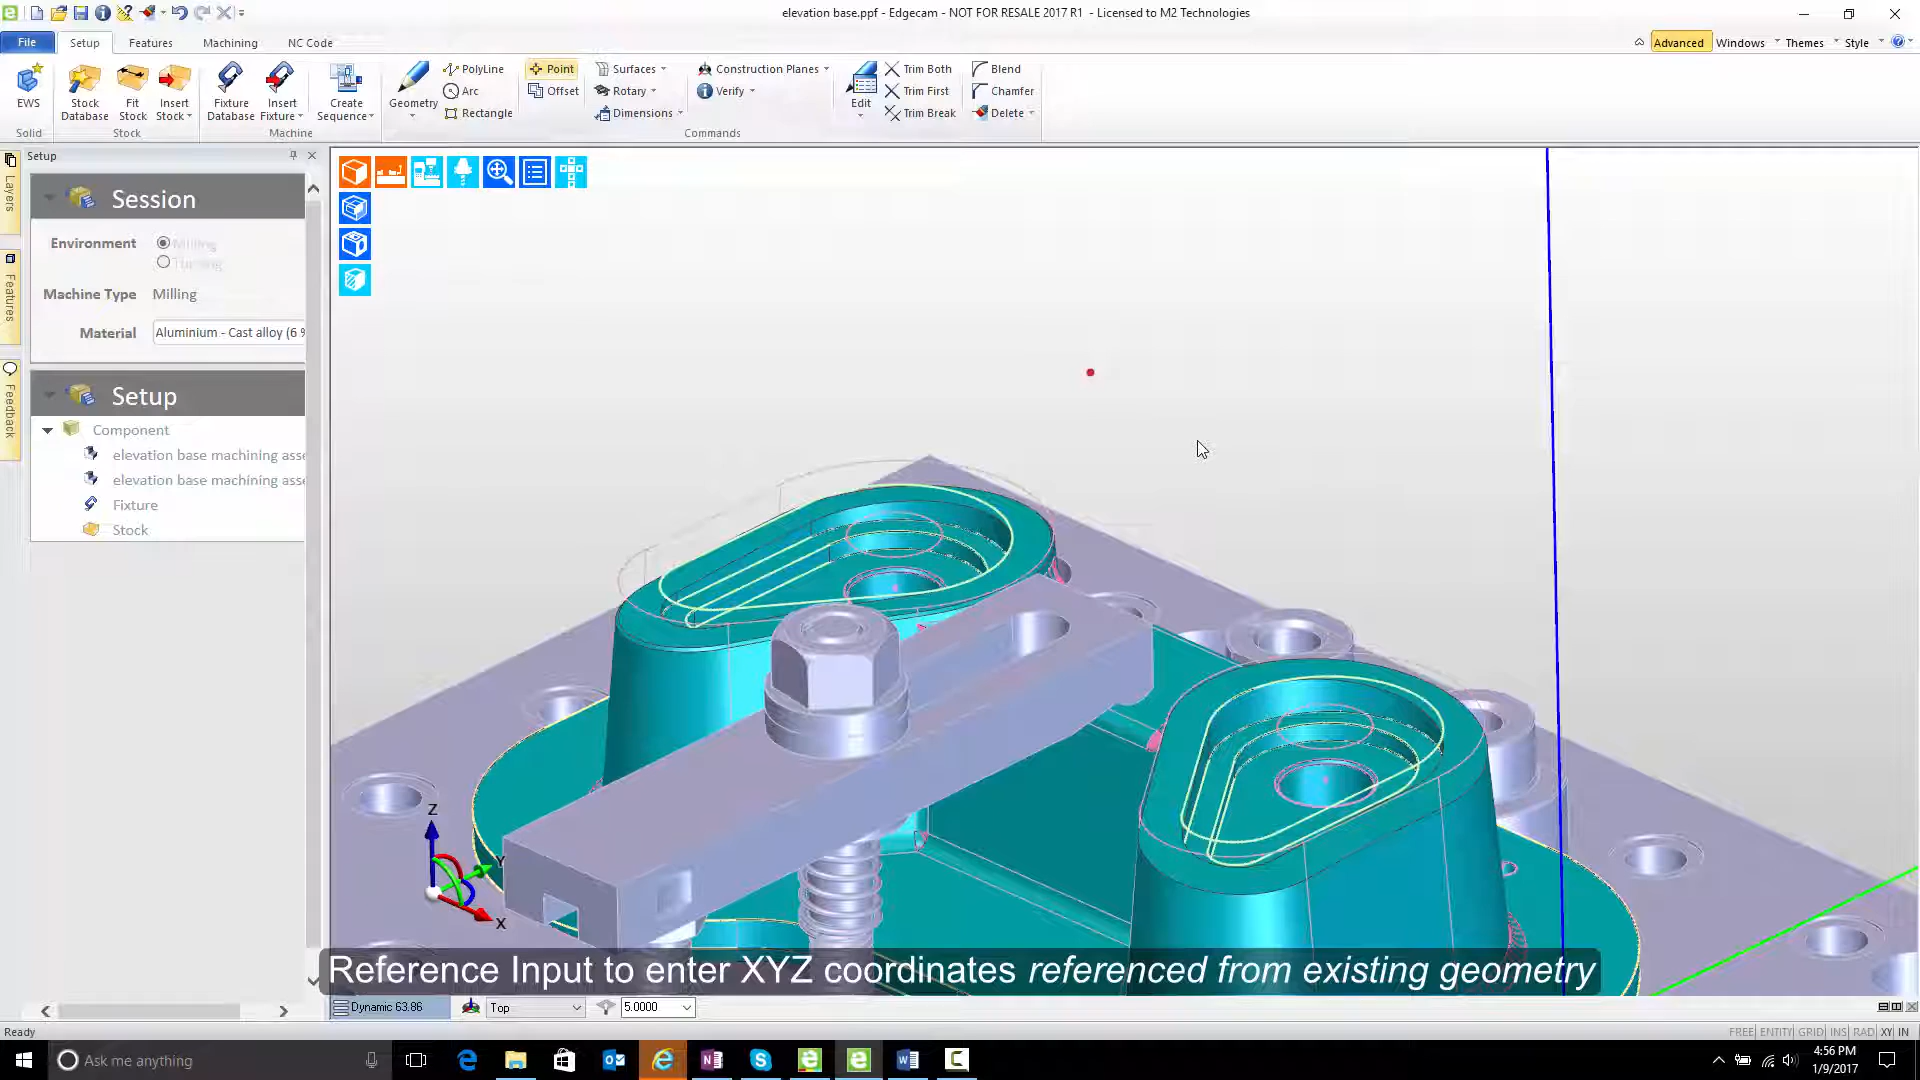 elevation base.ppf - Edgecam - NOT FOR RESALE 2017 R1 - Licensed to M2 Technologies
File Setup Features Machining NC Code
Advanced Windows Themes Style
EWS
Stock Database
Fit Stock
Insert Stock
Fixture Database
Insert Fixture
Create Sequence
Geometry
PolyLine
Arc
Rectangle
Point
Offset
Surfaces
Rotary
Dimensions
Construction Planes
Verify
Edit
Trim Both
Trim First
Trim Break
Blend
Chamfer
Delete
Solid Stock Machine Commands
Setup
Layers
Features
Feedback
Session
Environment Milling
Turning
Machine Type Milling
Material Aluminium - Cast alloy (6 %
Setup
Component
elevation base machining asse
elevation base machining asse
Fixture
Stock
Z
Y
X
Reference Input to enter XYZ coordinates referenced from existing geometry
Dynamic 63.86 Top 5.0000
Ready
FREE ENTITY GRID INS RAD XY IN
Ask me anything
4:56 PM
1/9/2017